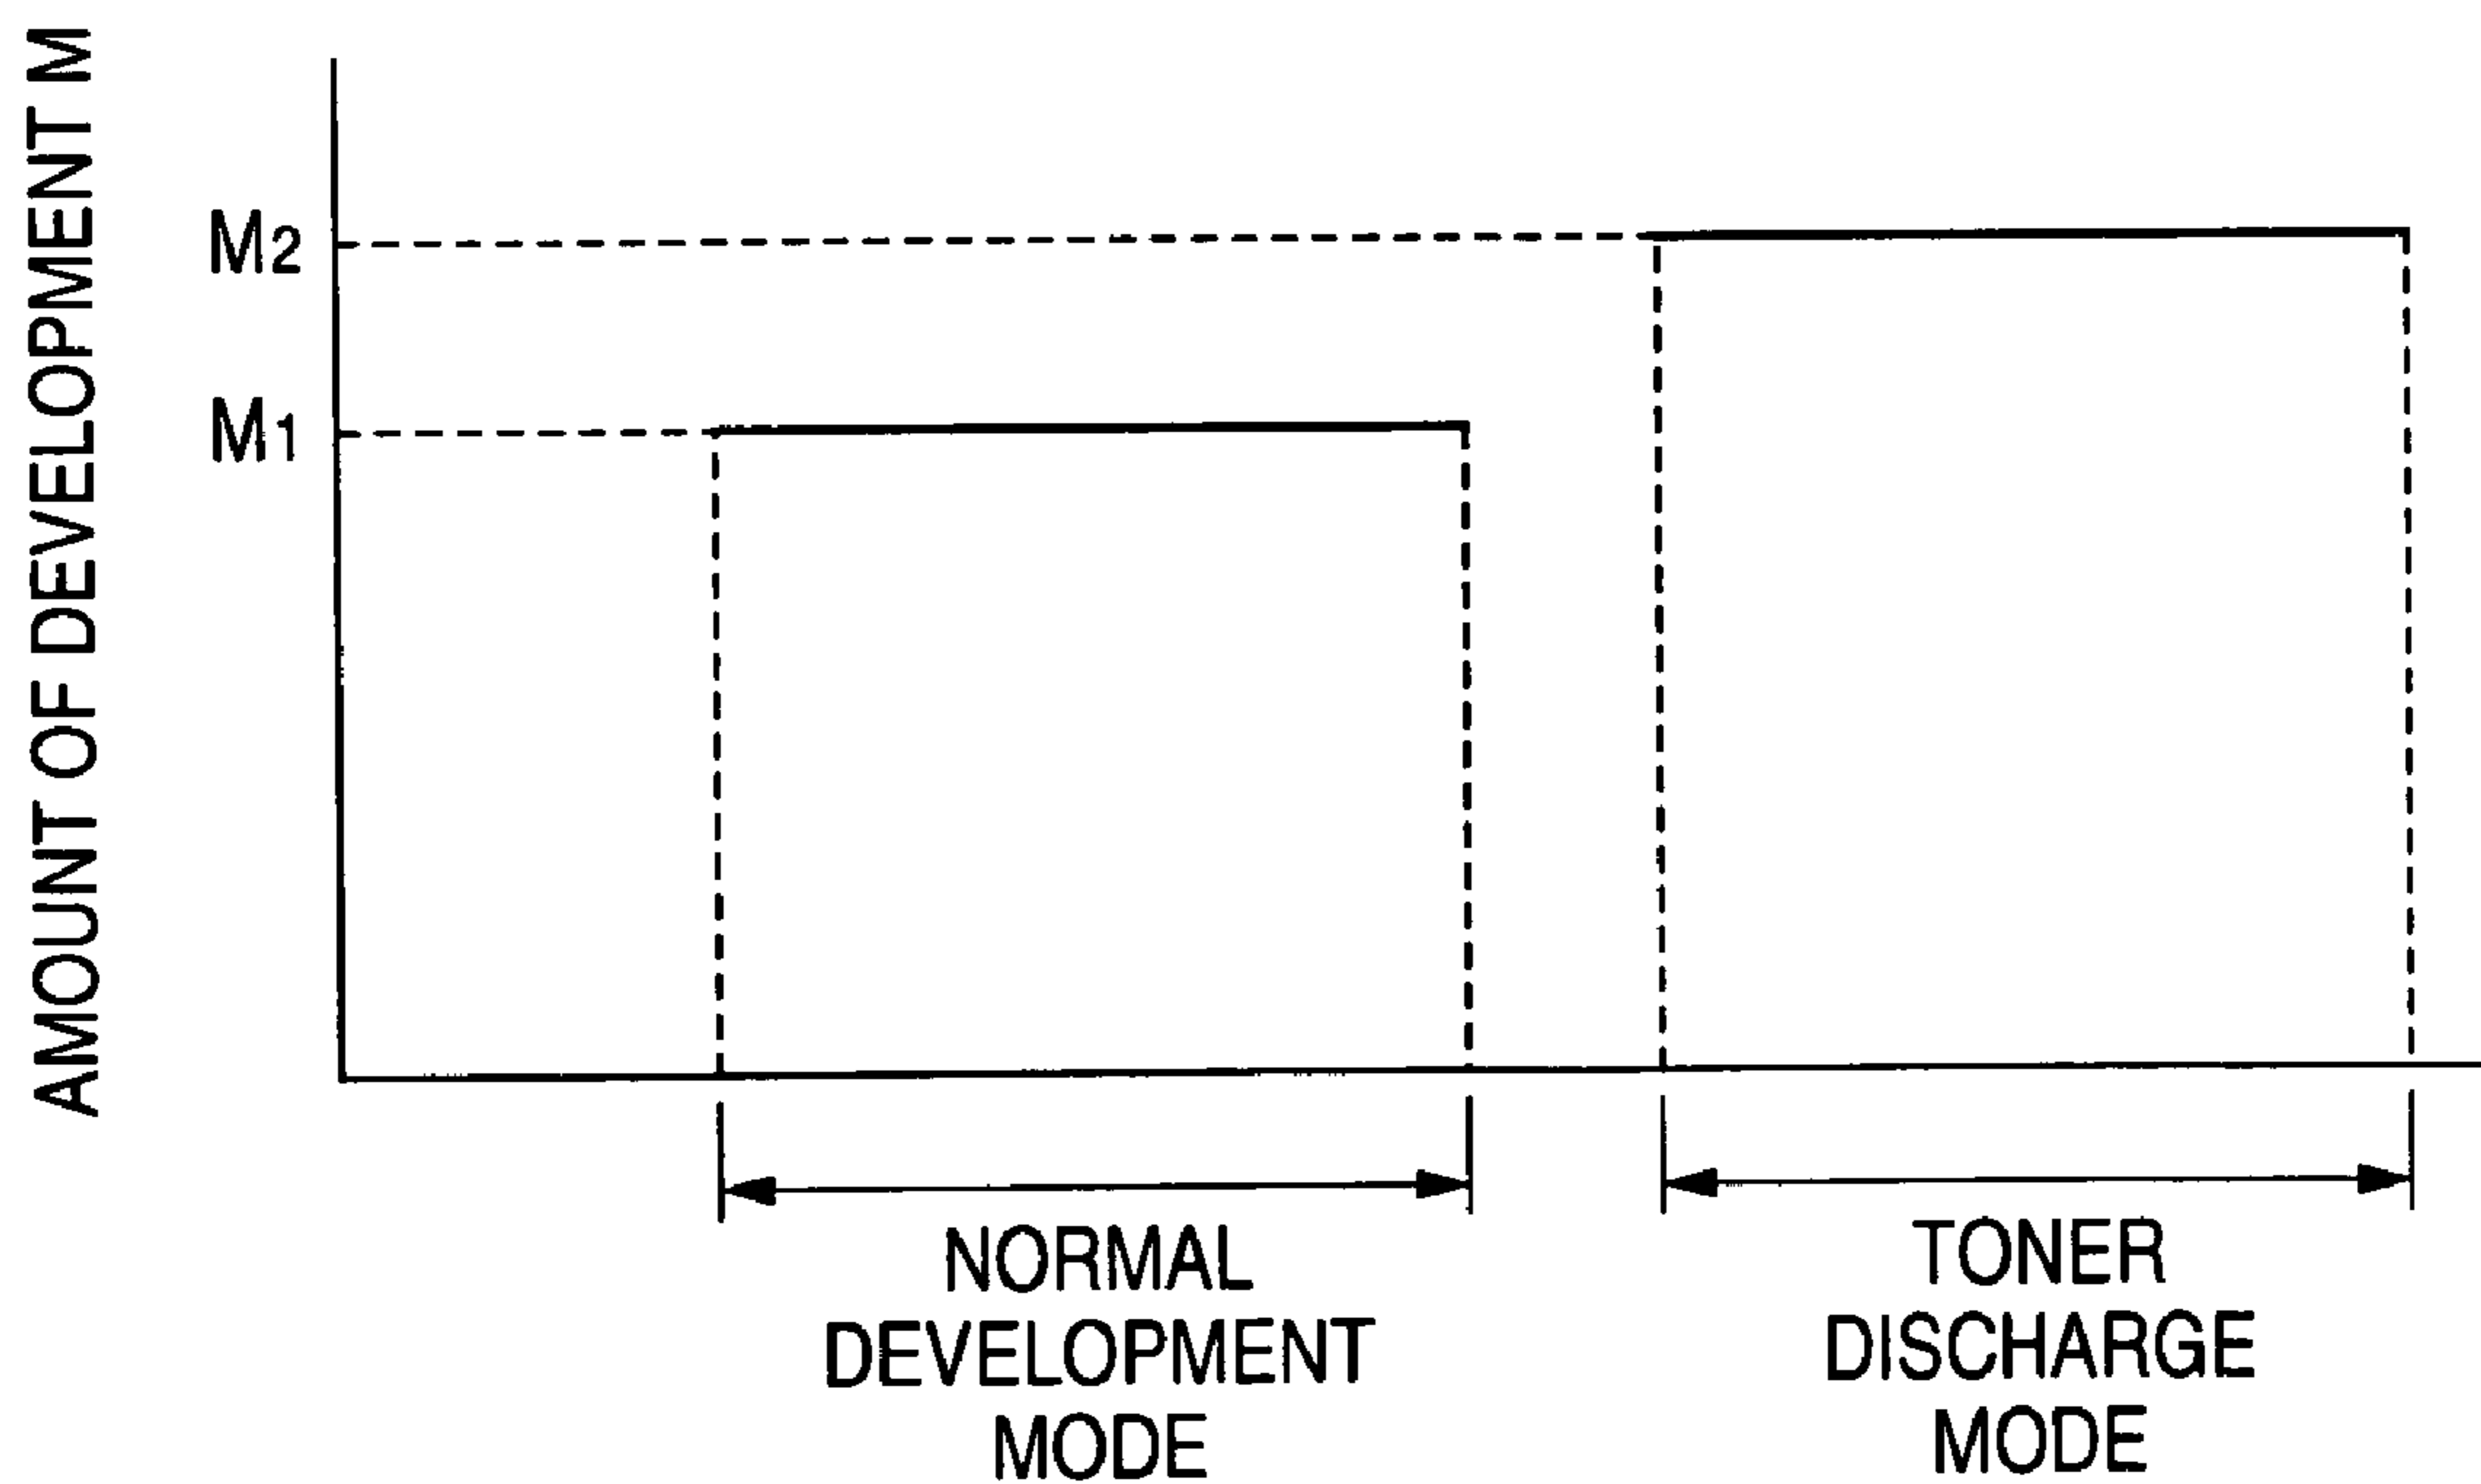 AMOUNT OF DEVELOPMENT M
M2
M1
NORMAL
DEVELOPMENT
MODE
TONER
DISCHARGE
MODE